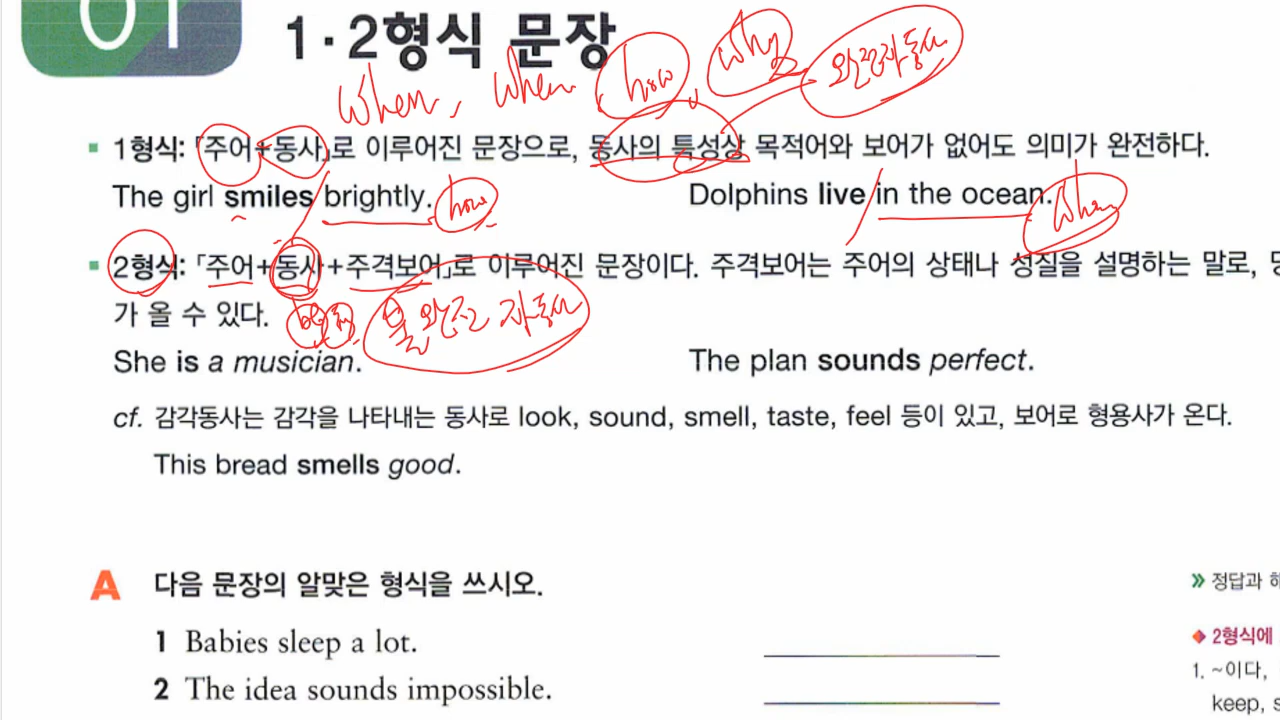 01
1·2형식 문장
when, when, how, why 완전자동사
1형식: 「주어+동사」로 이루어진 문장으로, 동사의 특성상 목적어와 보어가 없어도 의미가 완전하다.
The girl smiles brightly. how
Dolphins live in the ocean. when
2형식: 「주어+동사+주격보어」로 이루어진 문장이다. 주격보어는 주어의 상태나 성질을 설명하는 말로,
가 올 수 있다. 불완전 자동사
She is a musician.
The plan sounds perfect.
cf. 감각동사는 감각을 나타내는 동사로 look, sound, smell, taste, feel 등이 있고, 보어로 형용사가 온다.
This bread smells good.
A 다음 문장의 알맞은 형식을 쓰시오.
» 정답과
1 Babies sleep a lot.
◆ 2형식에
1. ~이다,
2 The idea sounds impossible.
keep, s